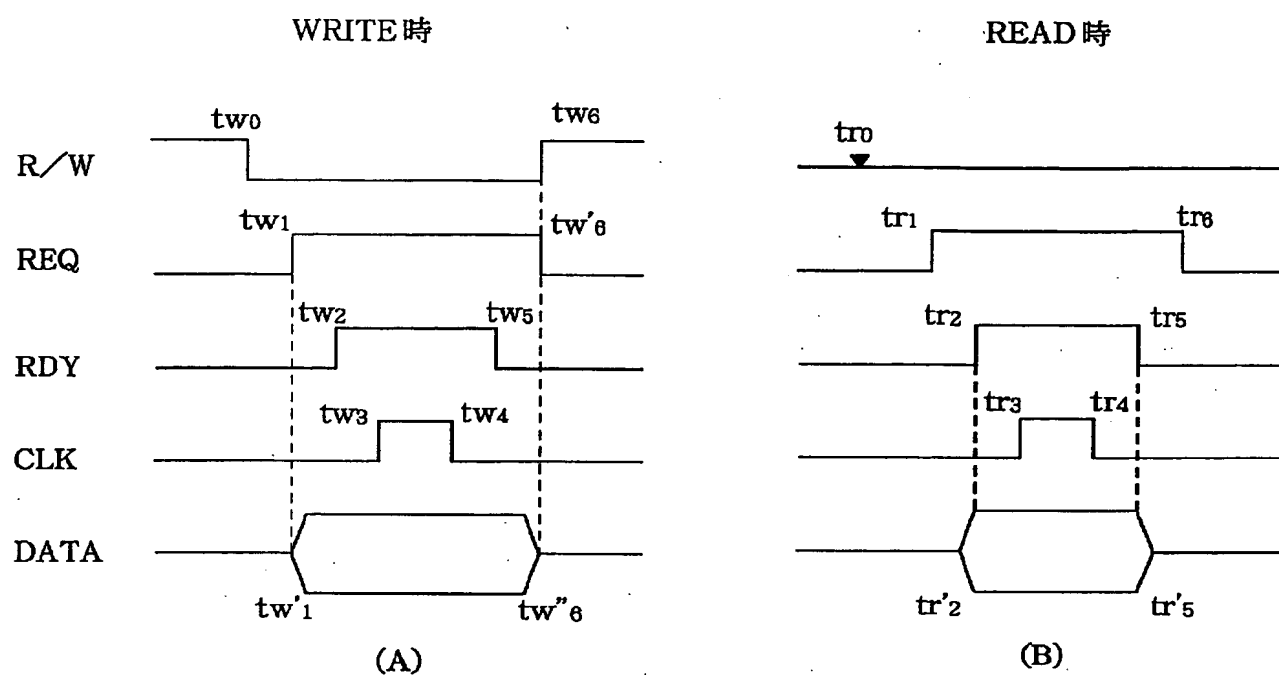 WRITE時
READ時
tw0
tw6
tr0
R/W
tw1
tw'6
tr1
tr6
REQ
tw2
tw5
tr2
tr5
RDY
tw3
tw4
tr3
tr4
CLK
DATA
tw'1
tw"6
tr'2
tr'5
(A)
(B)